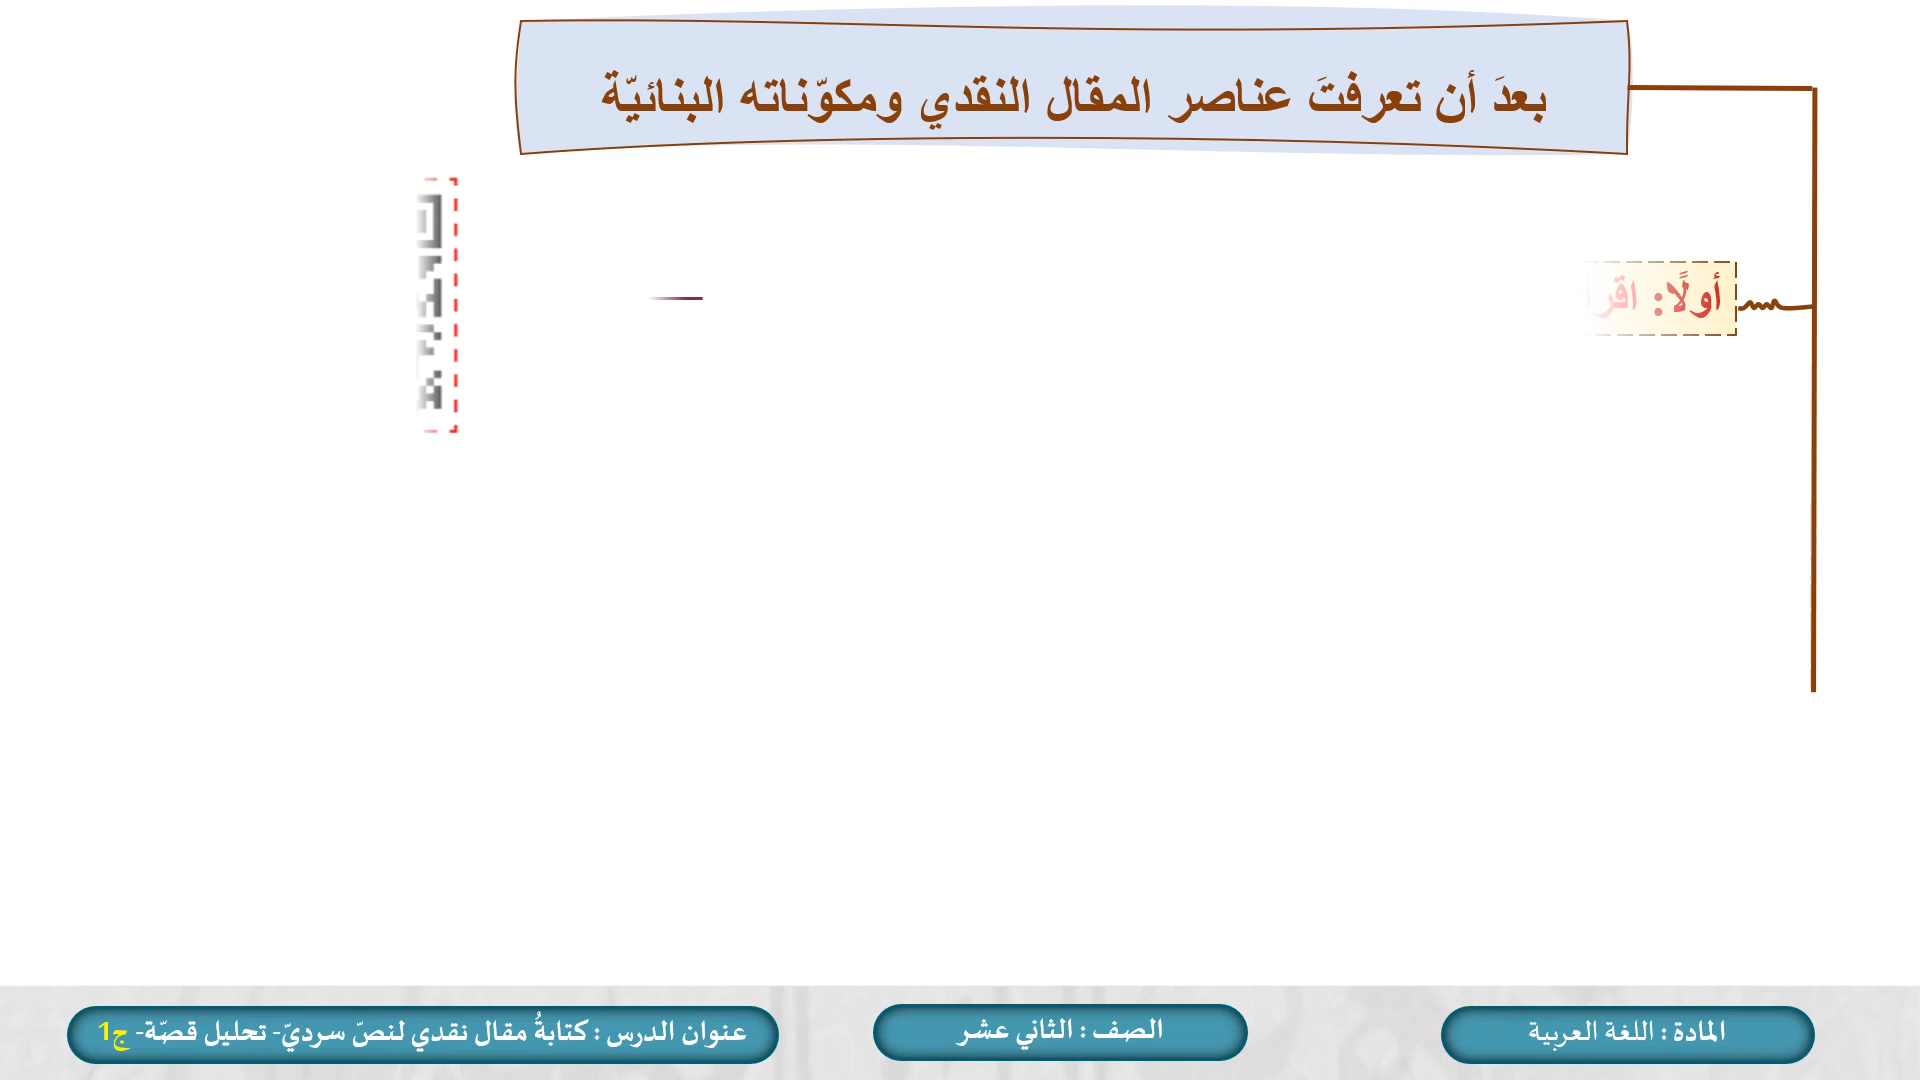 بعدَ أن تعرفتَ عناصر المقال النقدي ومكوّناته البنائيّة
أولًا: اقرأ
المادة : اللغة العربية
الصف : الثاني عشر
عنوان الدرس : كتابةُ مقال نقدي لنصّ سرديّ- تحليل قصّة- ج1